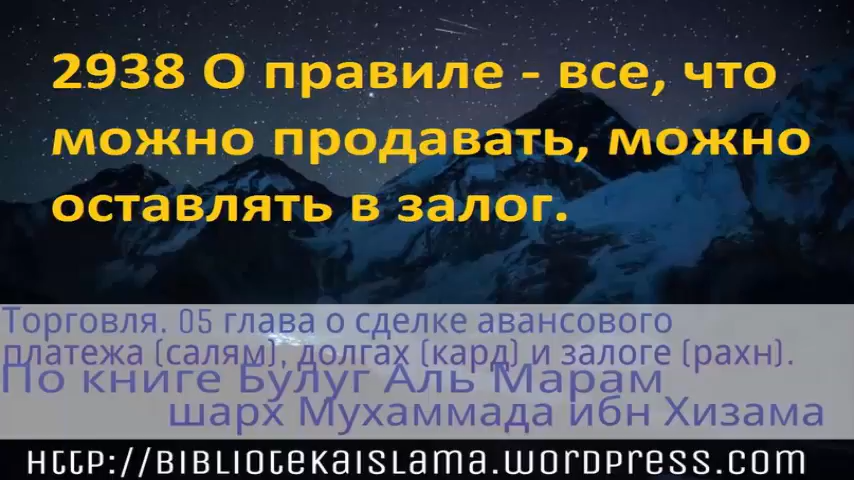 2938 О правиле - все, что
можно продавать, можно
оставлять в залог.
Торговля. 05 глава о сделке авансового
платежа (салям), долгах (кард) и залоге (рахн).
По книге Булуг Аль Марам
шарх Мухаммада ибн Хизама
http://bibliotekaislama.wordpress.com